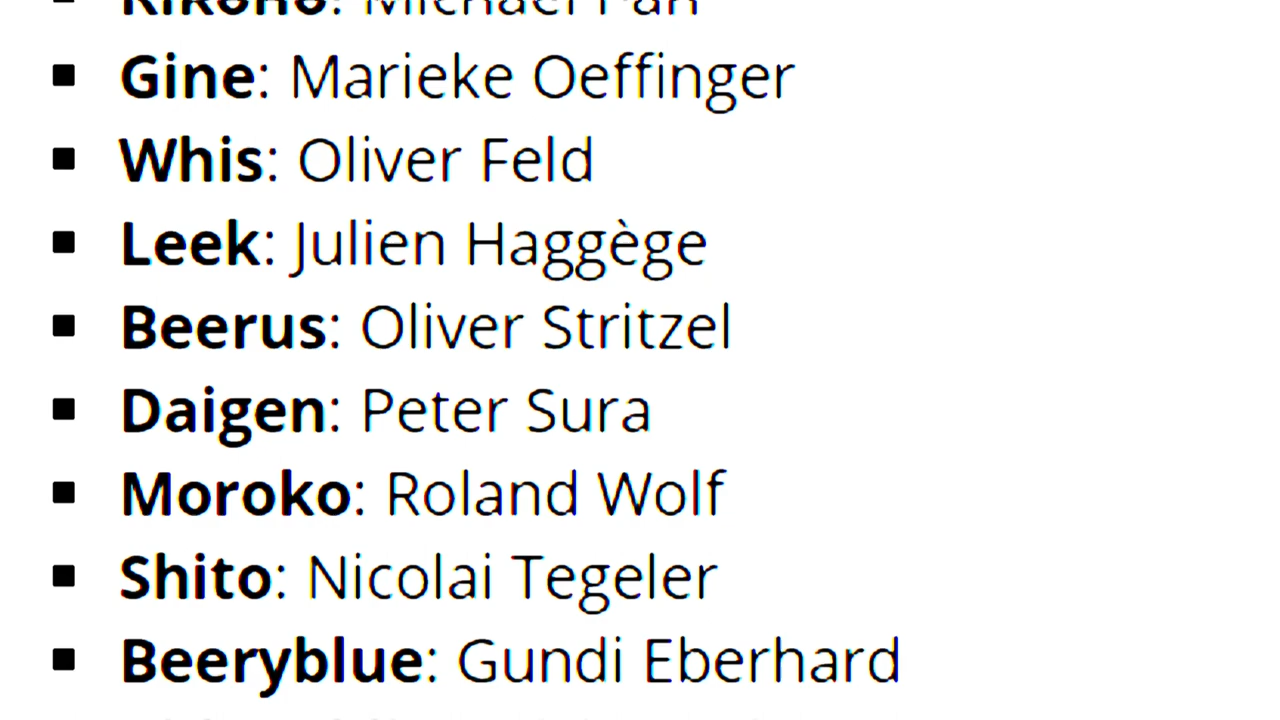 Gine: Marieke Oeffinger
Whis: Oliver Feld
Leek: Julien Haggège
Beerus: Oliver Stritzel
Daigen: Peter Sura
Moroko: Roland Wolf
Shito: Nicolai Tegeler
Beeryblue: Gundi Eberhard